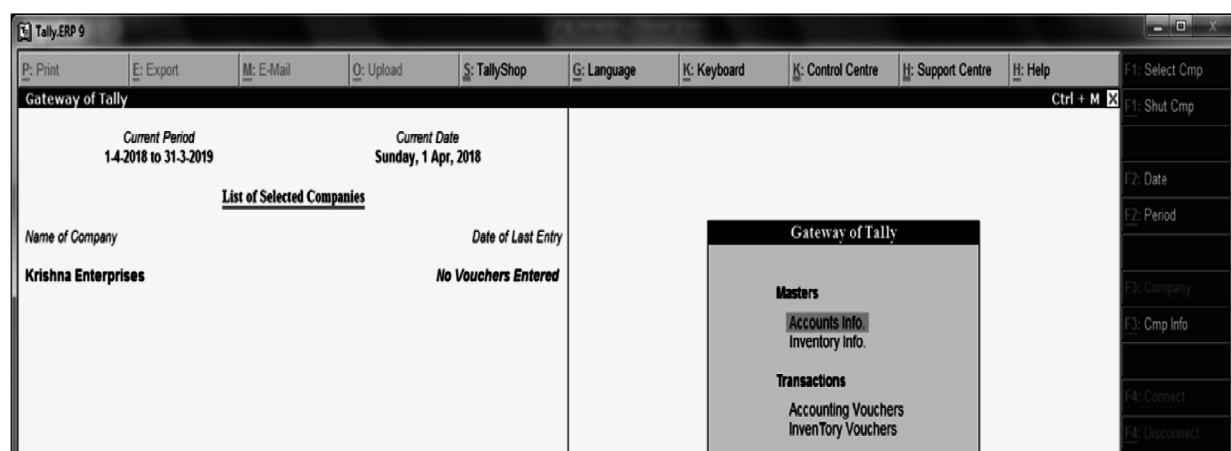 Tally.ERP 9
P: Print E: Export M: E-Mail O: Upload S: TallyShop G: Language K: Keyboard K: Control Centre H: Support Centre H: Help
Gateway of Tally Ctrl + M X
Current Period Current Date
1-4-2018 to 31-3-2019 Sunday, 1 Apr, 2018
List of Selected Companies
Name of Company Date of Last Entry
Krishna Enterprises No Vouchers Entered
Gateway of Tally
Masters
Accounts Info.
Inventory Info.
Transactions
Accounting Vouchers
InvenTory Vouchers
F1: Select Cmp
F1: Shut Cmp
F2: Date
F2: Period
F3: Company
F3: Cmp Info
F4: Connect
F4: Disconnect